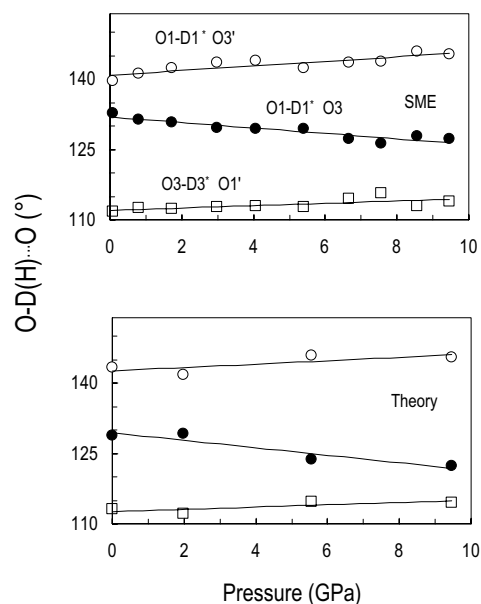 O-D(H)···O (°)
O1-D1* O3'
140
O1-D1* O3
SME
125
O3-D3* O1'
110
0 2 4 6 8 10
140
Theory
125
110
0 2 4 6 8 10
Pressure (GPa)